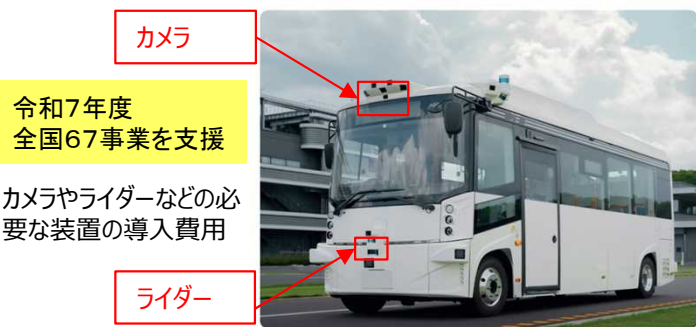 カメラ
令和7年度
全国67事業を支援
カメラやライダーなどの必
要な装置の導入費用
ライダー